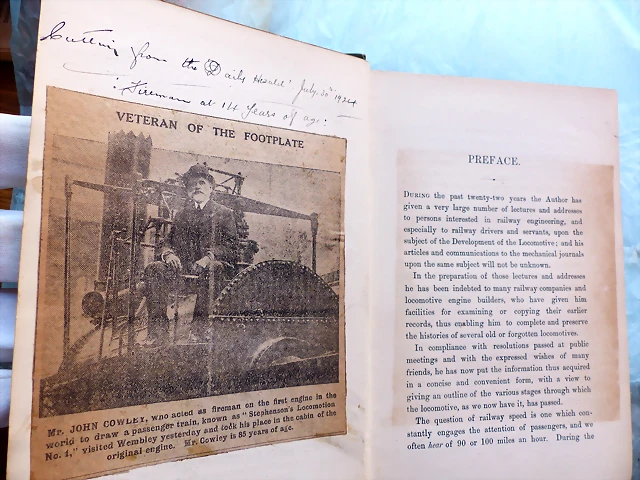 Cutting from the 'Daily Herald' July 30th 1924
'Fireman at 14 years of age:
VETERAN OF THE FOOTPLATE
Mr. JOHN COWLEY, who acted as fireman on the first engine in the
world to draw a passenger train, known as "Stephenson's Locomotion
No. 1," visited Wembley yesterday and took his place in the cabin of the
original engine. Mr. Cowley is 85 years of age.
PREFACE.
DURING the past twenty-two years the Author has
given a very large number of lectures and addresses
to persons interested in railway engineering, and
especially to railway drivers and servants, upon the
subject of the Development of the Locomotive; and his
articles and communications to the mechanical journals
upon the same subject will not be unknown.
In the preparation of those lectures and addresses
he has been indebted to many railway companies and
locomotive engine builders, who have given him
facilities for examining or copying their earlier
records, thus enabling him to complete and preserve
the histories of several old or forgotten locomotives.
In compliance with resolutions passed at public
meetings and with the expressed wishes of many
friends, he has now put the information thus acquired
in a concise and convenient form, with a view to
giving an outline of the various stages through which
the locomotive, as we now have it, has passed.
The question of railway speed is one which con-
stantly engages the attention of passengers, and we
often hear of 90 or 100 miles an hour. During the